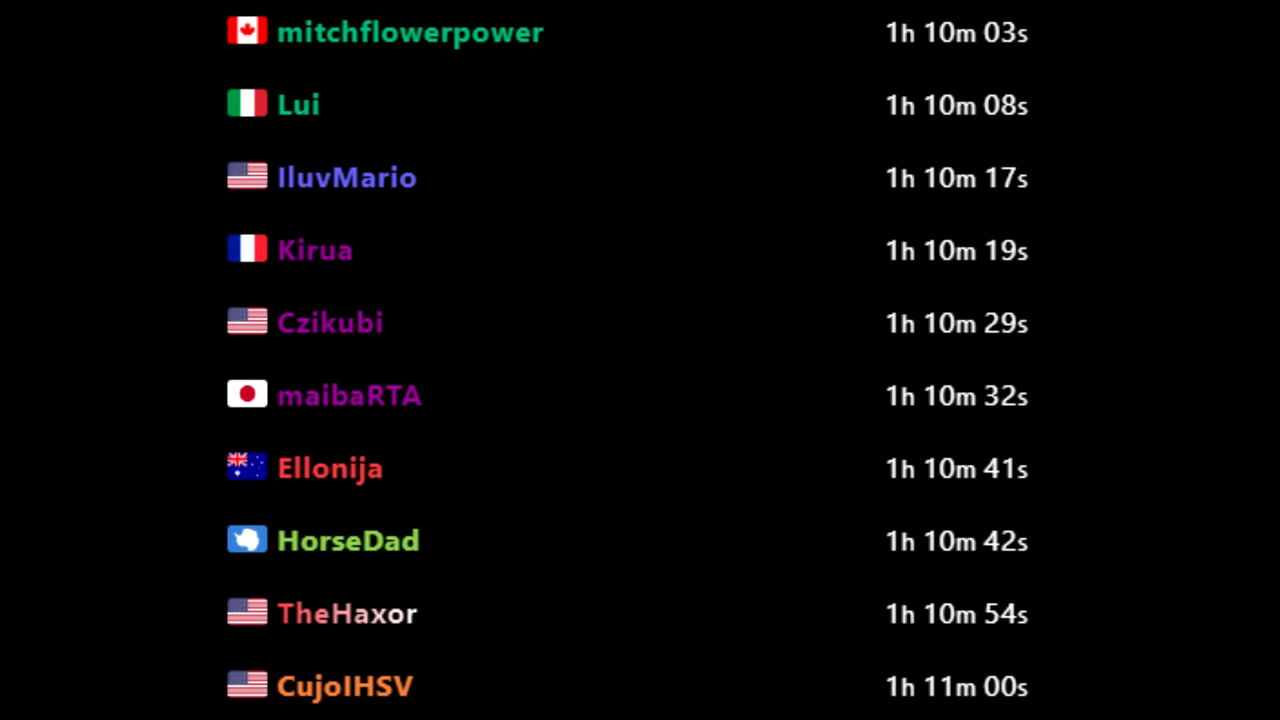 mitchflowerpower 1h 10m 03s
Lui 1h 10m 08s
IluvMario 1h 10m 17s
Kirua 1h 10m 19s
Czikubi 1h 10m 29s
maibaRTA 1h 10m 32s
Ellonija 1h 10m 41s
HorseDad 1h 10m 42s
TheHaxor 1h 10m 54s
CujoIHSV 1h 11m 00s